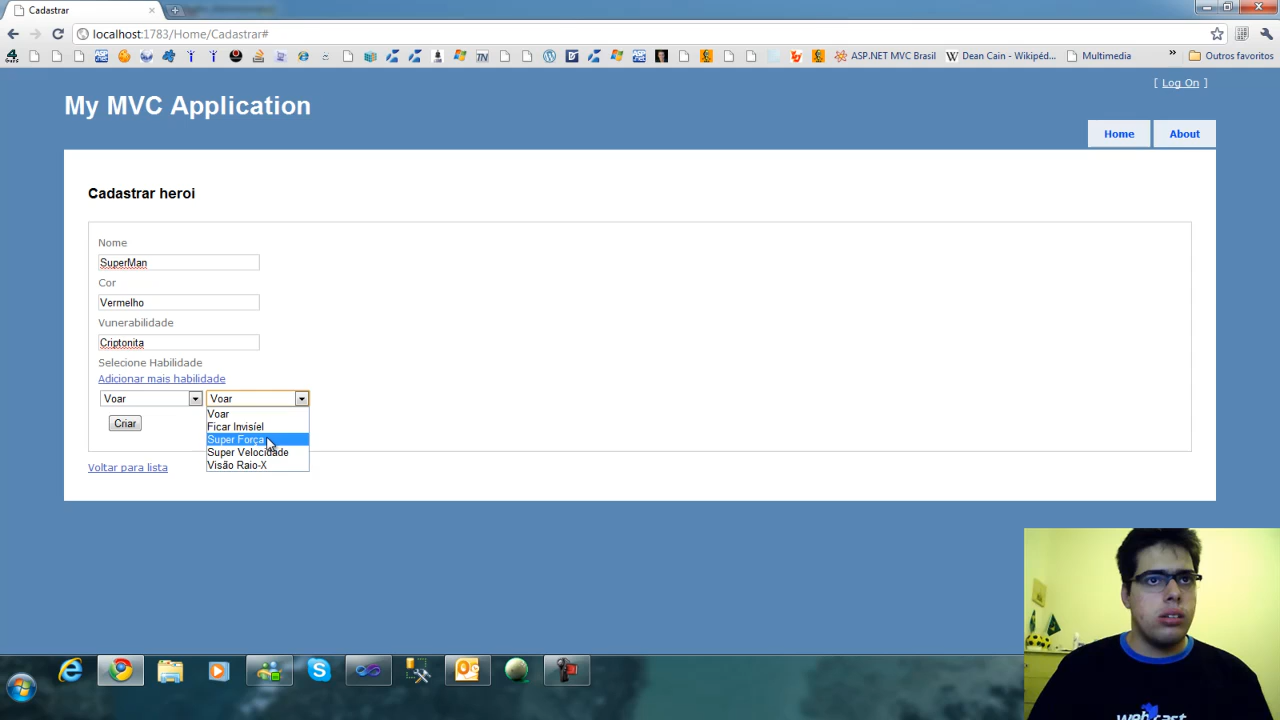 Cadastrar
localhost:1783/Home/Cadastrar#
ASP.NET MVC Brasil
Dean Cain - Wikipéd...
Multimedia
Outros favoritos
[ Log On ]
My MVC Application
Home
About
Cadastrar heroi
Nome
SuperMan
Cor
Vermelho
Vunerabilidade
Criptonita
Selecione Habilidade
Adicionar mais habilidade
Voar Voar
Voar
Ficar Invisíel
Criar
Super Força
Super Velocidade
Visão Raio-X
Voltar para lista